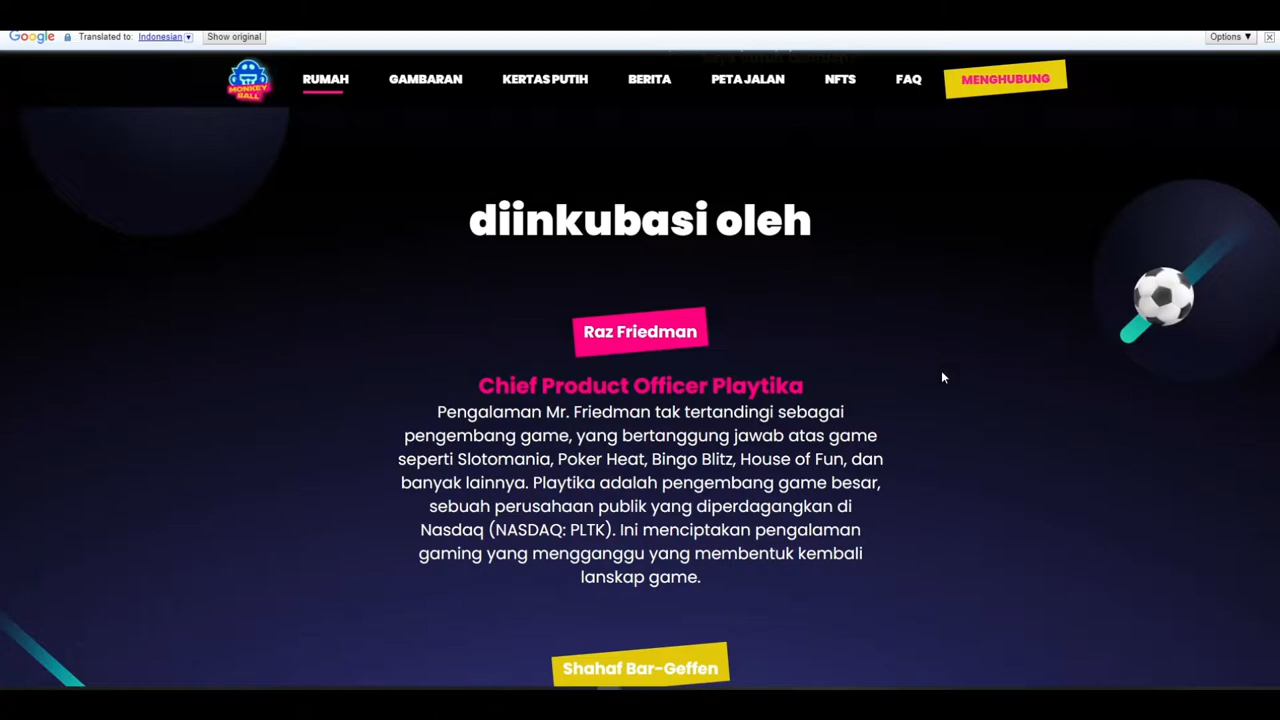 Google Translated to: Indonesian Show original Options
MONKEY BALL
RUMAH GAMBARAN KERTAS PUTIH BERITA PETA JALAN NFTS FAQ MENGHUBUNG
diinkubasi oleh
Raz Friedman
Chief Product Officer Playtika
Pengalaman Mr. Friedman tak tertandingi sebagai
pengembang game, yang bertanggung jawab atas game
seperti Slotomania, Poker Heat, Bingo Blitz, House of Fun, dan
banyak lainnya. Playtika adalah pengembang game besar,
sebuah perusahaan publik yang diperdagangkan di
Nasdaq (NASDAQ: PLTK). Ini menciptakan pengalaman
gaming yang mengganggu yang membentuk kembali
lanskap game.
Shahaf Bar-Geffen